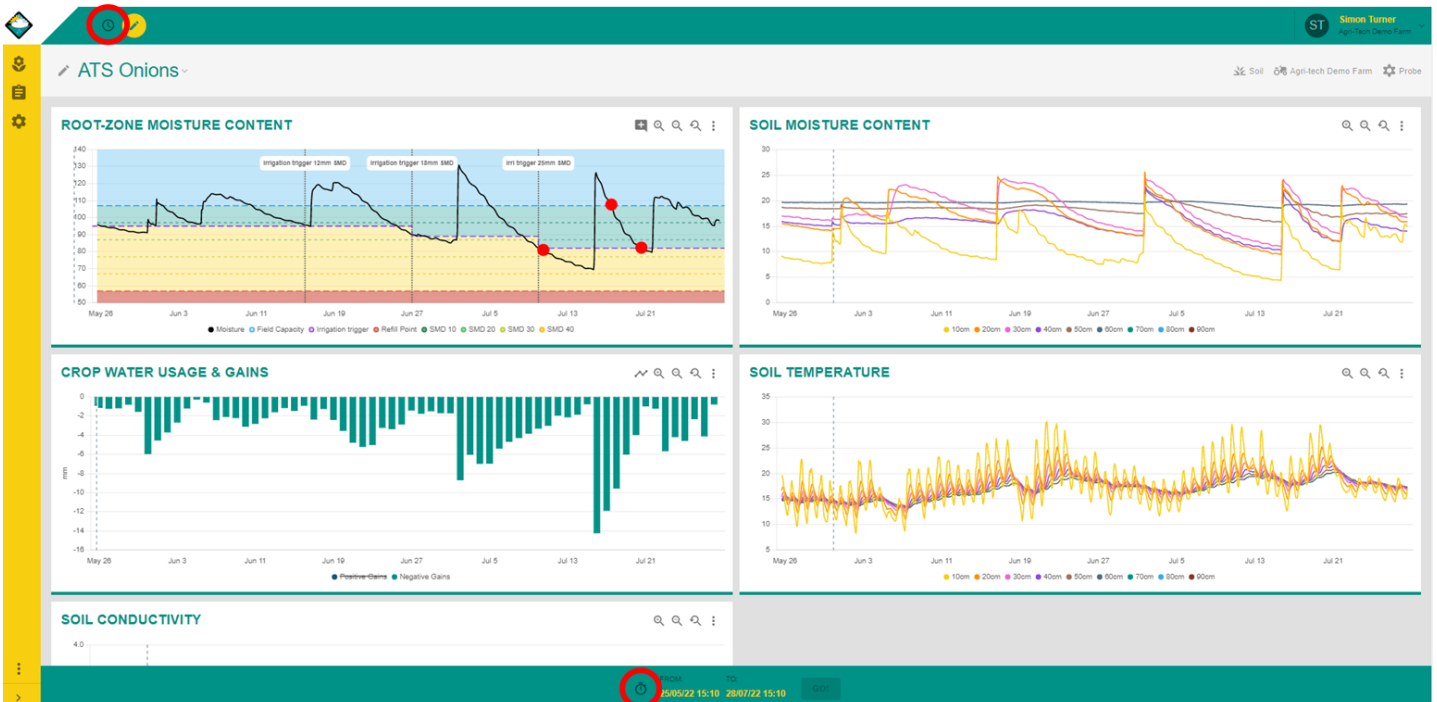 ST
Simon Turner
Agri-Tech Demo Farm
ATS Onions
Soil
Agri-tech Demo Farm
Probe
ROOT-ZONE MOISTURE CONTENT
140
130
120
110
100
90
80
70
60
50
Irrigation trigger 12mm SMD
Irrigation trigger 18mm SMD
Irri trigger 25mm SMD
May 26 Jun 3 Jun 11 Jun 19 Jun 27 Jul 5 Jul 13 Jul 21
Moisture Field Capacity Irrigation trigger Refill Point SMD 10 SMD 20 SMD 30 SMD 40
SOIL MOISTURE CONTENT
30
25
20
15
10
5
0
May 26 Jun 3 Jun 11 Jun 19 Jun 27 Jul 5 Jul 13 Jul 21
10cm 20cm 30cm 40cm 50cm 60cm 70cm 80cm 90cm
CROP WATER USAGE & GAINS
mm
0
-2
-4
-6
-8
-10
-12
-14
-16
May 26 Jun 3 Jun 11 Jun 19 Jun 27 Jul 5 Jul 13 Jul 21
Positive Gains Negative Gains
SOIL TEMPERATURE
35
30
25
20
15
10
5
May 26 Jun 3 Jun 11 Jun 19 Jun 27 Jul 5 Jul 13 Jul 21
10cm 20cm 30cm 40cm 50cm 60cm 70cm 80cm 90cm
SOIL CONDUCTIVITY
4.0
FROM: TO:
25/05/22 15:10 28/07/22 15:10
GO!